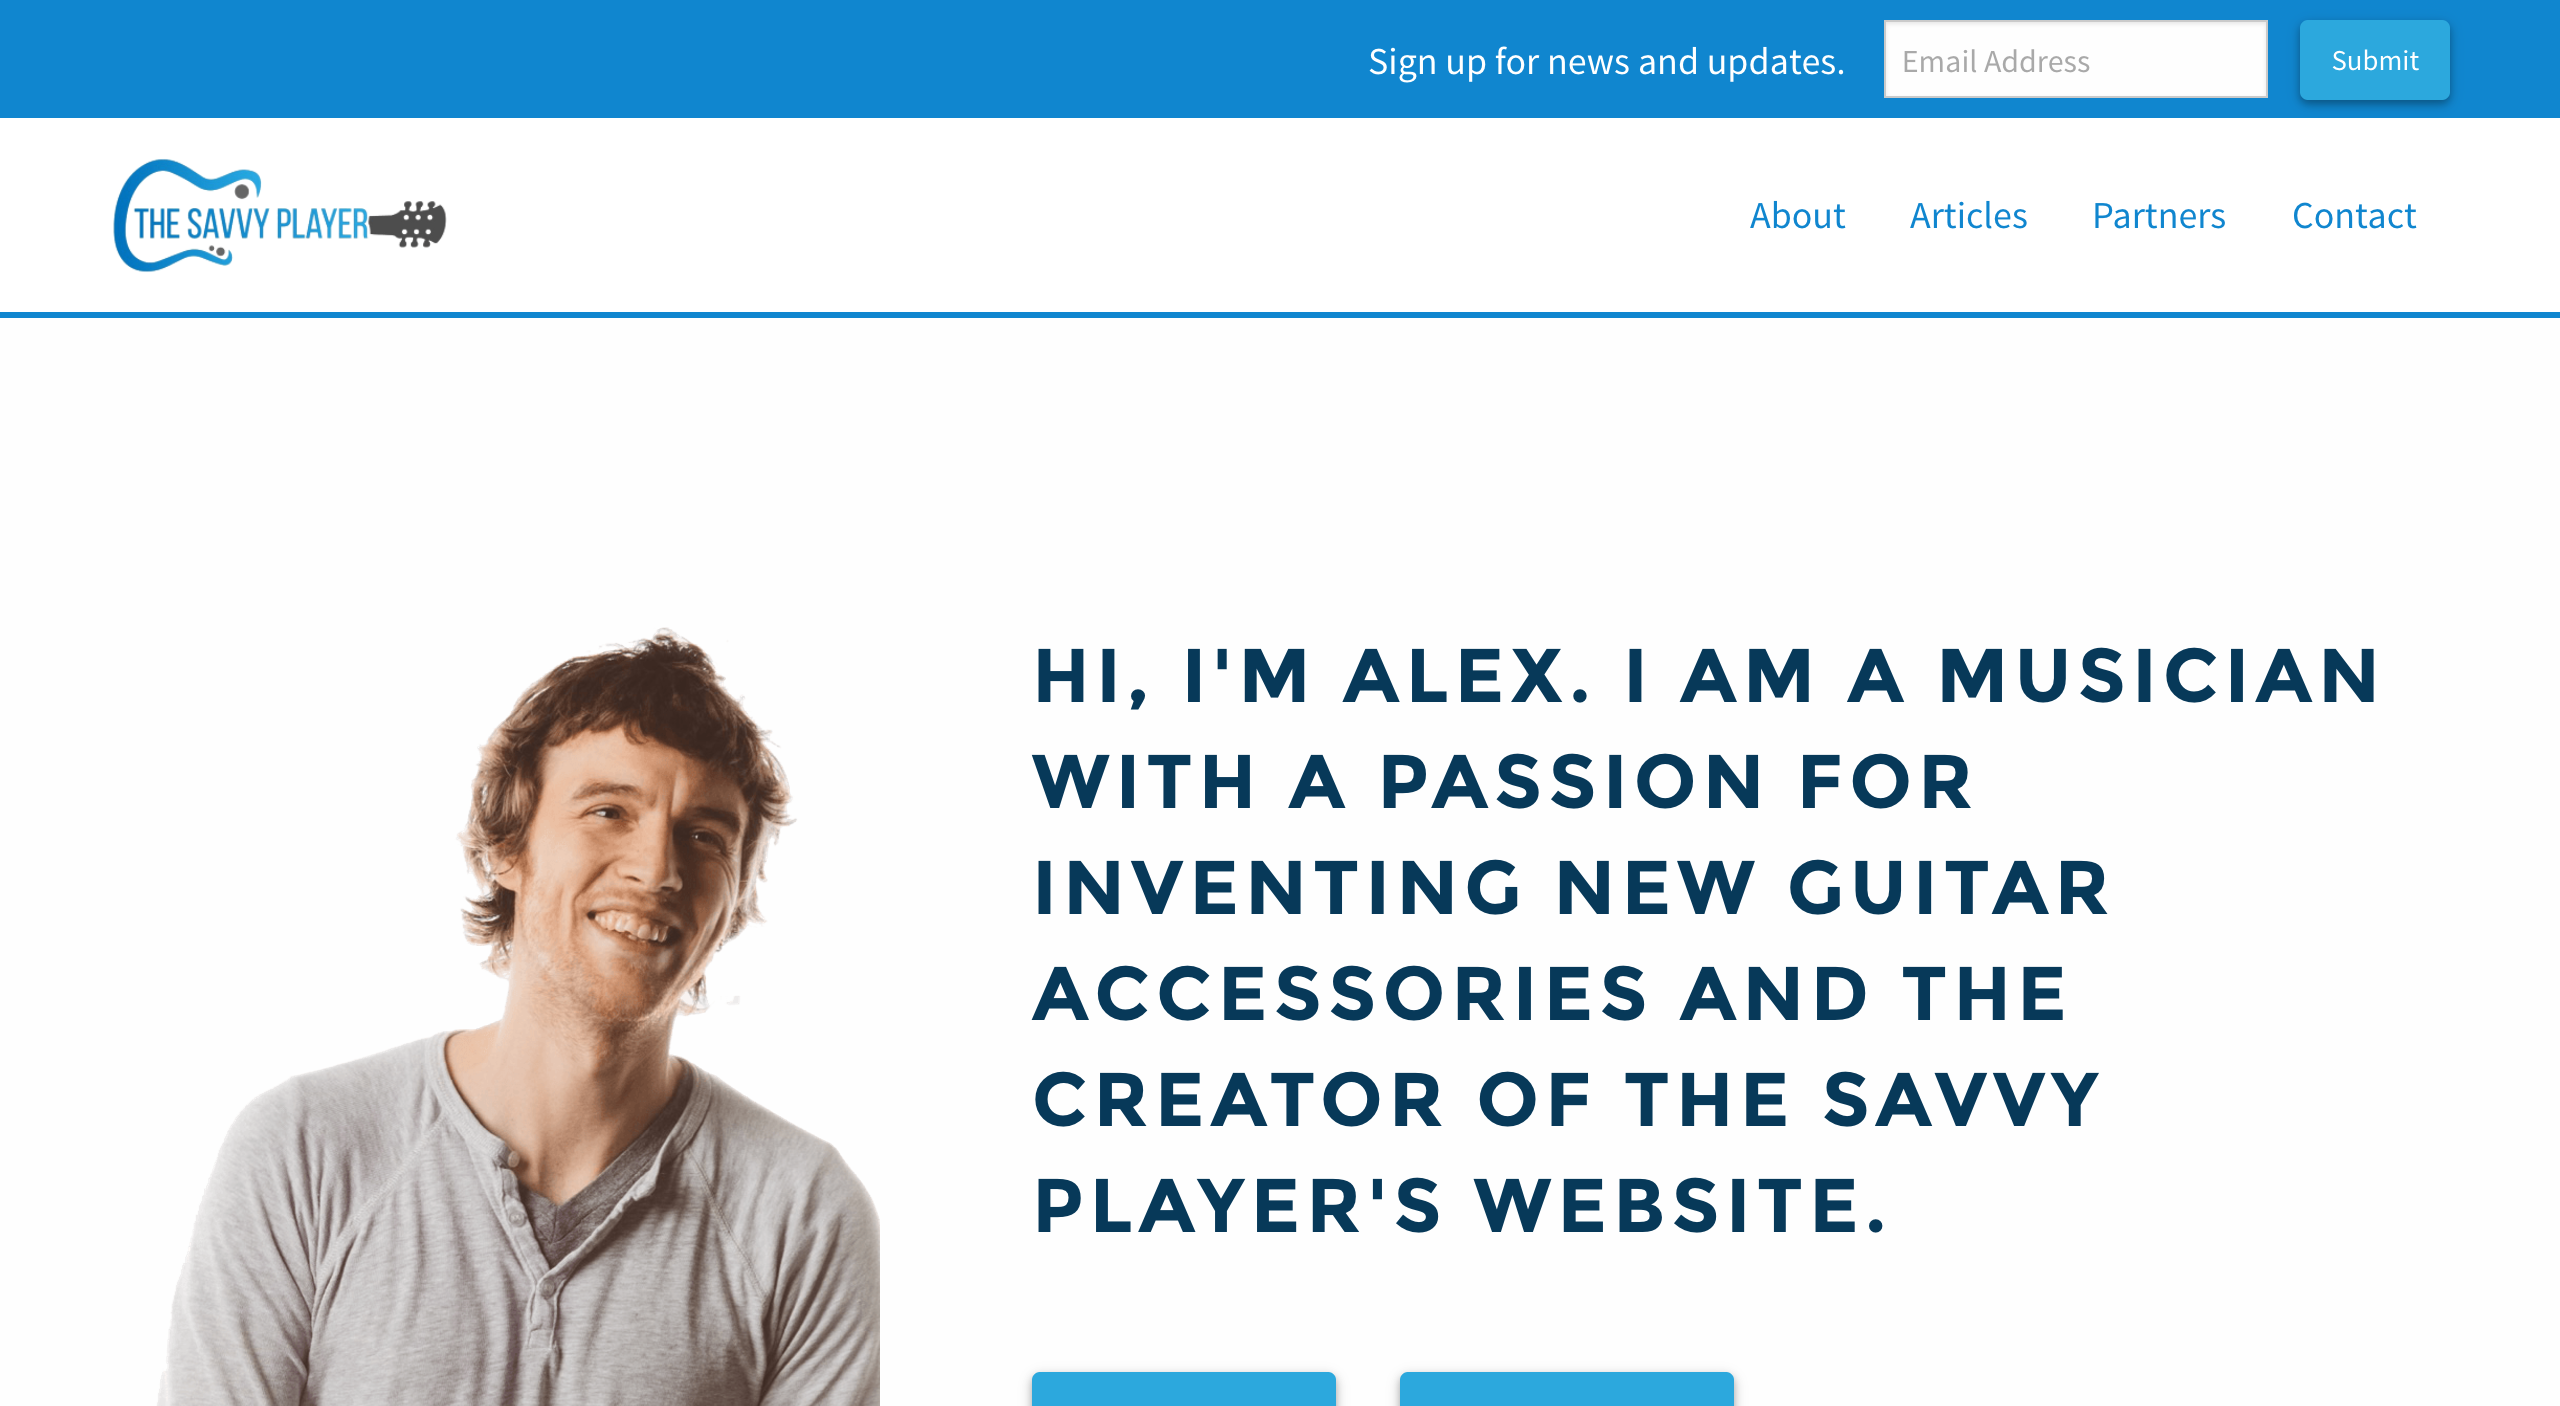 Sign up for news and updates.
Email Address
Submit
THE SAVVY PLAYER
About
Articles
Partners
Contact
HI, I'M ALEX. I AM A MUSICIAN
WITH A PASSION FOR
INVENTING NEW GUITAR
ACCESSORIES AND THE
CREATOR OF THE SAVVY
PLAYER'S WEBSITE.